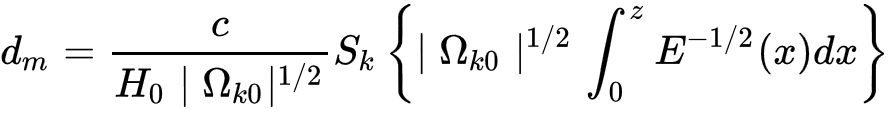 d_m = \frac{c}{H_0 \mid \Omega_{k0} |^{1/2}} S_k \left\{ \mid \Omega_{k0} \mid^{1/2} \int_0^z E^{-1/2}(x)dx \right\}